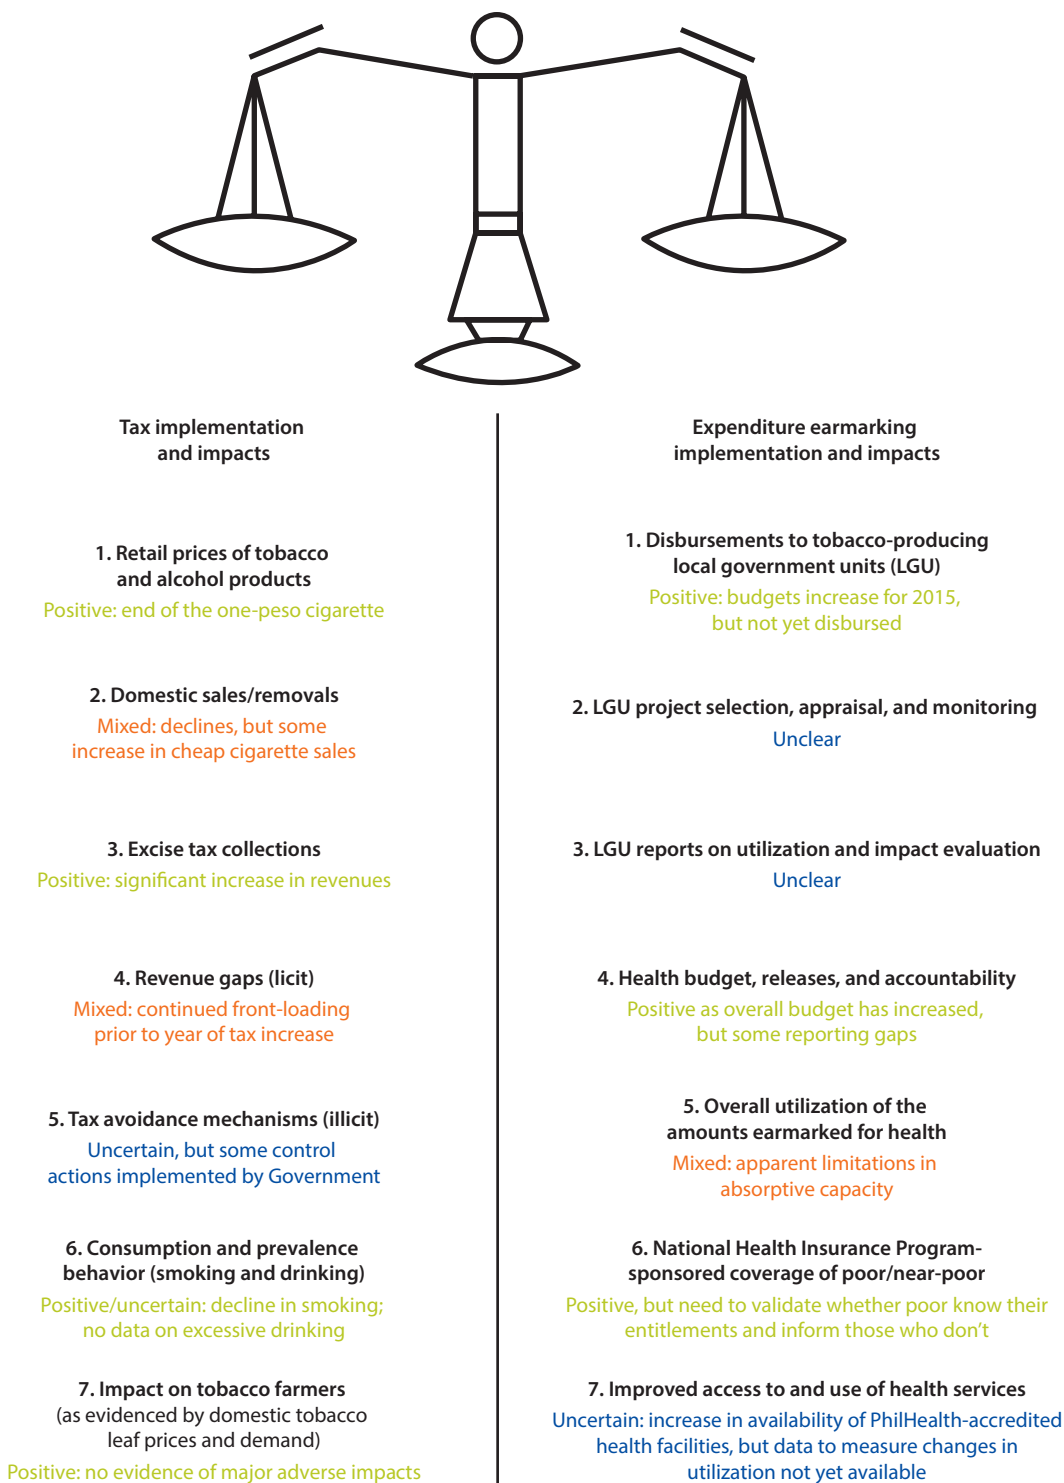 Tax implementation
and impacts
1. Retail prices of tobacco
and alcohol products
Positive: end of the one-peso cigarette
2. Domestic sales/removals
Mixed: declines, but some
increase in cheap cigarette sales
3. Excise tax collections
Positive: significant increase in revenues
4. Revenue gaps (licit)
Mixed: continued front-loading
prior to year of tax increase
5. Tax avoidance mechanisms (illicit)
Uncertain, but some control
actions implemented by Government
6. Consumption and prevalence
behavior (smoking and drinking)
Positive/uncertain: decline in smoking;
no data on excessive drinking
7. Impact on tobacco farmers
(as evidenced by domestic tobacco
leaf prices and demand)
Positive: no evidence of major adverse impacts
Expenditure earmarking
implementation and impacts
1. Disbursements to tobacco-producing
local government units (LGU)
Positive: budgets increase for 2015,
but not yet disbursed
2. LGU project selection, appraisal, and monitoring
Unclear
3. LGU reports on utilization and impact evaluation
Unclear
4. Health budget, releases, and accountability
Positive as overall budget has increased,
but some reporting gaps
5. Overall utilization of the
amounts earmarked for health
Mixed: apparent limitations in
absorptive capacity
6. National Health Insurance Program-
sponsored coverage of poor/near-poor
Positive, but need to validate whether poor know their
entitlements and inform those who don't
7. Improved access to and use of health services
Uncertain: increase in availability of PhilHealth-accredited
health facilities, but data to measure changes in
utilization not yet available